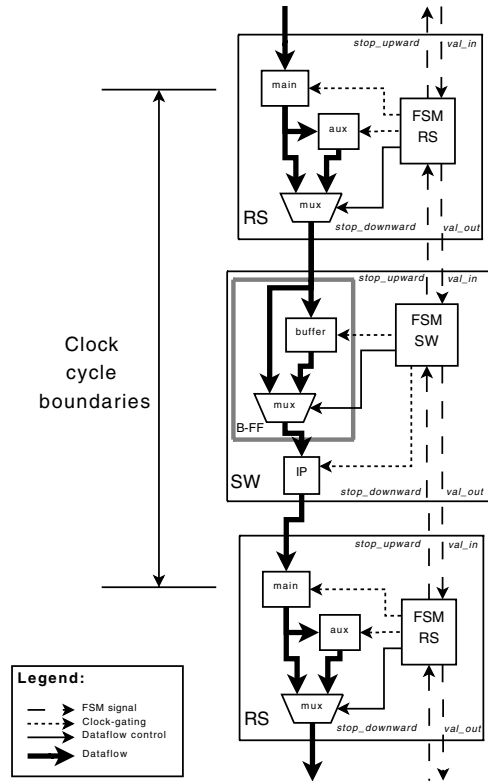 stop_upward val_in
main
FSM
RS
aux
mux
RS
stop_downward val_out
stop_upward val_in
FSM
SW
buffer
mux
B-FF
IP
SW
stop_downward val_out
Clock
cycle
boundaries
stop_upward val_in
main
FSM
RS
aux
mux
RS
stop_downward val_out
Legend:
FSM signal
Clock-gating
Dataflow control
Dataflow